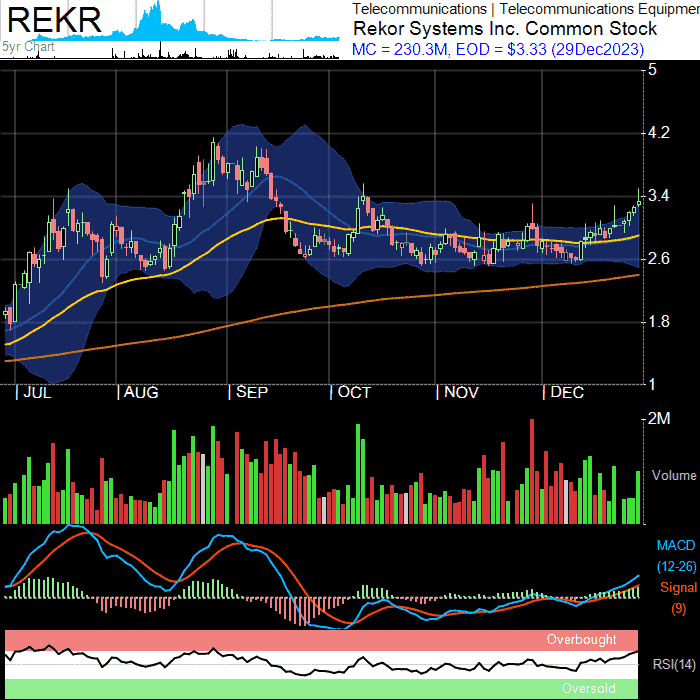 REKR
5yr Chart
Telecommunications | Telecommunications Equipmen
Rekor Systems Inc. Common Stock
MC = 230.3M, EOD = $3.33 (29Dec2023)
5
4.2
3.4
2.6
1.8
1
| JUL | AUG | SEP | OCT | NOV | DEC
2M
Volume
MACD
(12-26)
Signal
(9)
Overbought
RSI(14)
Oversold